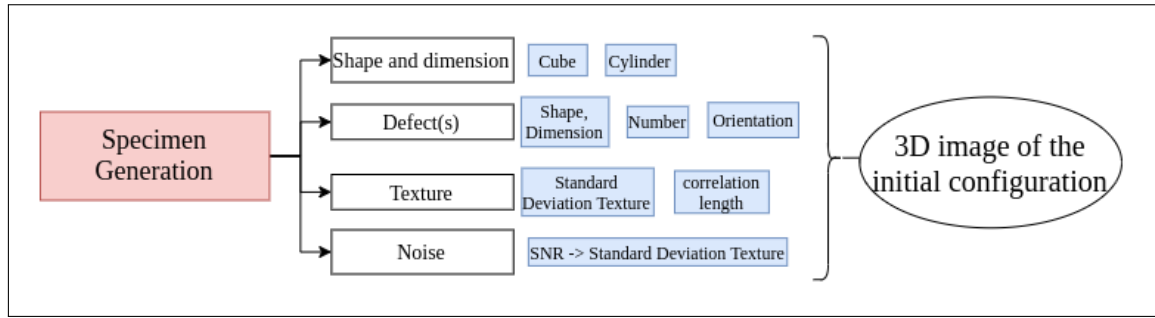 Specimen
Generation
Shape and dimension
Cube
Cylinder
Defect(s)
Shape,
Dimension
Number
Orientation
Texture
Standard
Deviation Texture
correlation
length
Noise
SNR -> Standard Deviation Texture
3D image of the
initial configuration